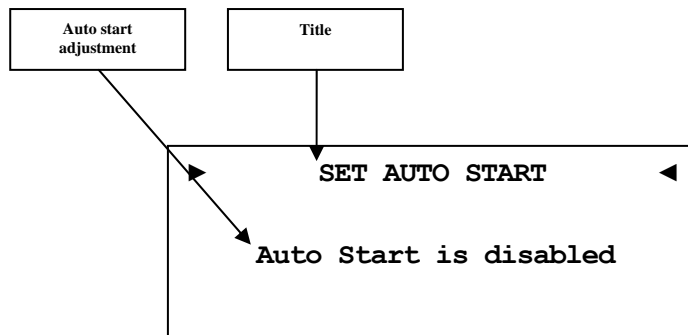 Auto start
adjustment
Title
SET AUTO START
Auto Start is disabled